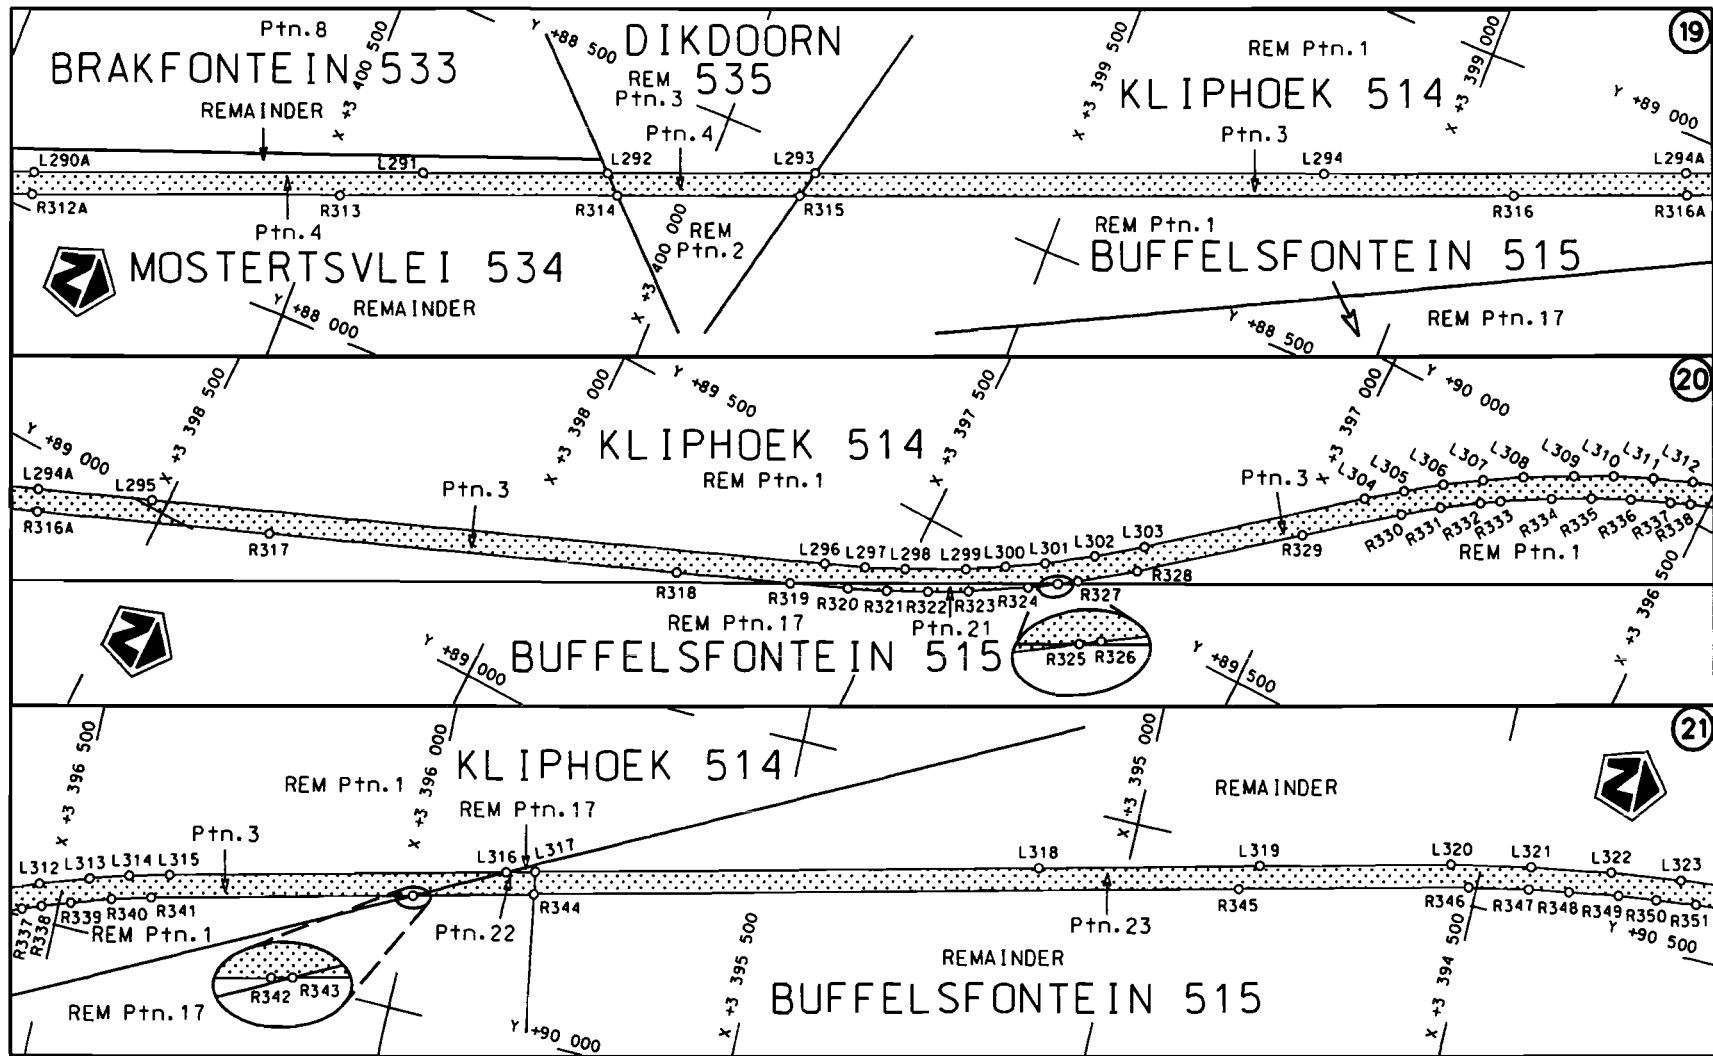 19
Ptn.8
BRAKFONTEIN 533
REMAINDER
X +3 400 500
Y +88 500
DIKDOORN
535
REM
Ptn.3
Ptn.4
X +3 399 500
REM Ptn.1
KLIPHOEK 514
Ptn.3
X +3 399 000
Y +89 000
L290A
L291
L292
L293
L294
L294A
R312A
R313
R314
R315
R316
R316A
Ptn.4
MOSTERTSVLEI 534
REMAINDER
Y +88 000
X +3 400 000
REM
Ptn.2
REM Ptn.1
BUFFELSFONTEIN 515
REM Ptn.17
Y +88 500
20
Y +89 000
X +3 398 500
X +3 398 000
Y +89 500
KLIPHOEK 514
REM Ptn.1
X +3 397 500
X +3 397 000
Y +90 000
L294A
L295
Ptn.3
Ptn.3
L296
L297
L298
L299
L300
L301
L302
L303
L304
L305
L306
L307
L308
L309
L310
L311
L312
R316A
R317
R318
R319
R320
R321
R322
R323
R324
R327
R328
R329
R330
R331
R332
R333
R334
R335
R336
R337
R338
REM Ptn.1
REM Ptn.17
Ptn.21
BUFFELSFONTEIN 515
R325
R326
Y +89 000
Y +89 500
X +3 396 500
21
X +3 396 500
REM Ptn.1
X +3 396 000
KLIPHOEK 514
REM Ptn.17
X +3 395 000
REMAINDER
Ptn.3
L312
L313
L314
L315
L316
L317
L318
L319
L320
L321
L322
L323
R337
R338
R339
R340
R341
R344
R345
R346
R347
R348
R349
R350
R351
REM Ptn.1
Ptn.22
Ptn.23
R342
R343
REM Ptn.17
Y +90 000
X +3 395 500
REMAINDER
BUFFELSFONTEIN 515
X +3 394 500
Y +90 500